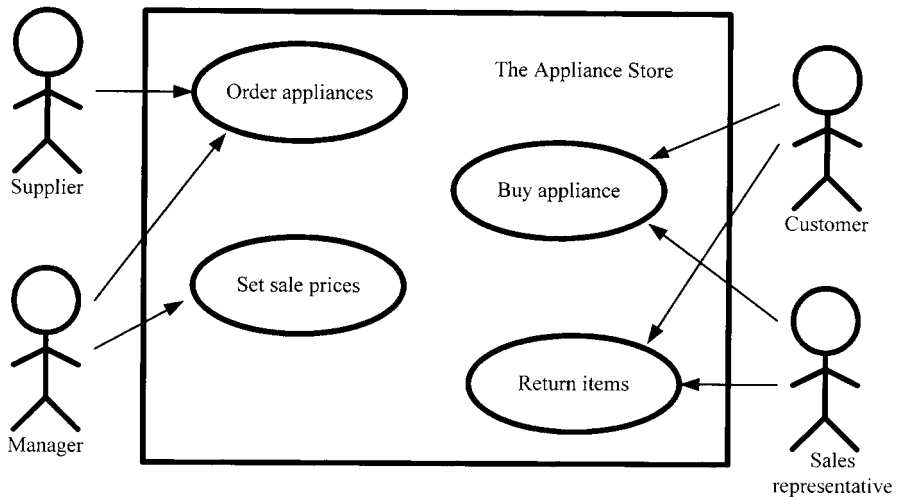 The Appliance Store
Order appliances
Supplier
Buy appliance
Customer
Set sale prices
Return items
Manager
Sales
representative